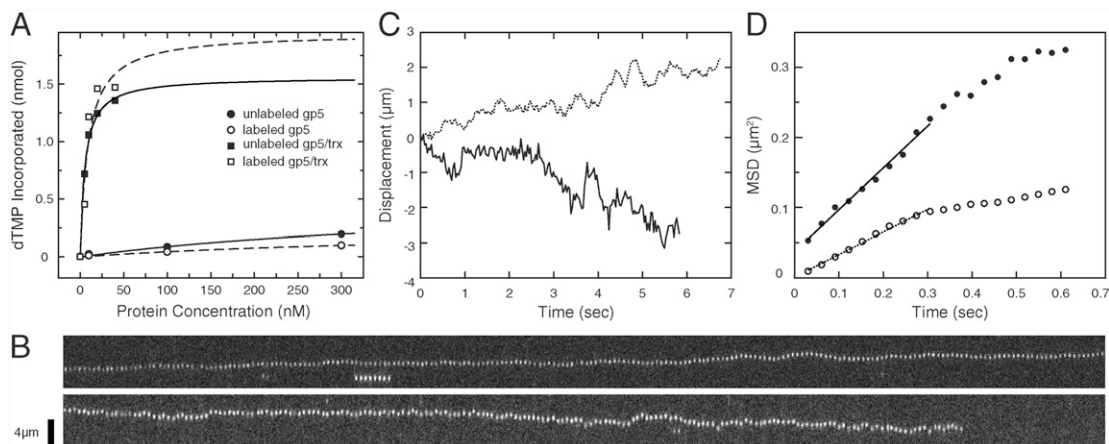 A
dTMP Incorporated (nmol)
1.5
1
0.5
0
unlabeled gp5
labeled gp5
unlabeled gp5/trx
labeled gp5/trx
0 50 100 150 200 250 300
Protein Concentration (nM)
C
Displacement (µm)
3
2
1
0
-1
-2
-3
-4
0 1 2 3 4 5 6 7
Time (sec)
D
MSD (µm²)
0.3
0.2
0.1
0
0 0.1 0.2 0.3 0.4 0.5 0.6 0.7
Time (sec)
B
4µm